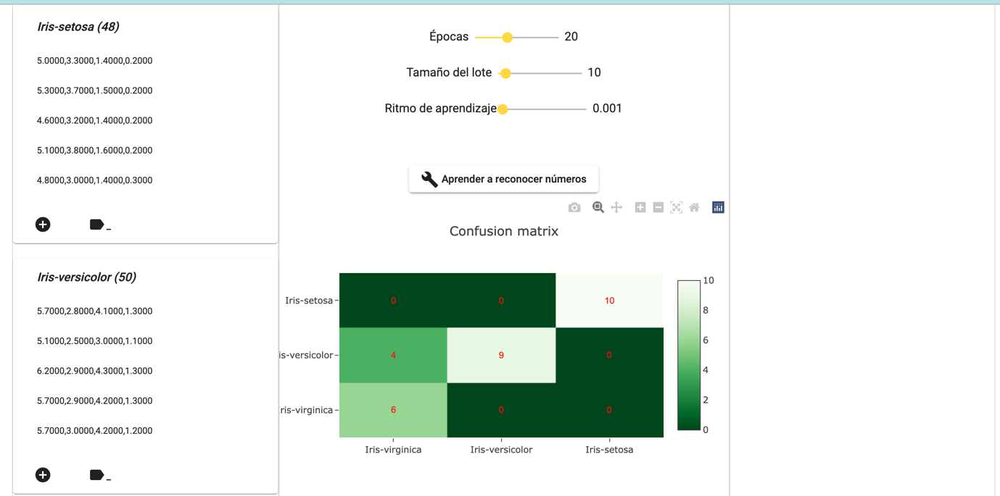 Iris-setosa (48)
5.0000,3.3000,1.4000,0.2000
5.3000,3.7000,1.5000,0.2000
4.6000,3.2000,1.4000,0.2000
5.1000,3.8000,1.6000,0.2000
4.8000,3.0000,1.4000,0.3000
Iris-versicolor (50)
5.7000,2.8000,4.1000,1.3000
5.1000,2.5000,3.0000,1.1000
6.2000,2.9000,4.3000,1.3000
5.7000,2.9000,4.2000,1.3000
5.7000,3.0000,4.2000,1.2000
Épocas 20
Tamaño del lote 10
Ritmo de aprendizaje 0.001
Aprender a reconocer números
Confusion matrix
Iris-setosa 0 0 10
is-versicolor 4 9 0
ris-virginica 6 0 0
Iris-virginica Iris-versicolor Iris-setosa
10
8
6
4
2
0